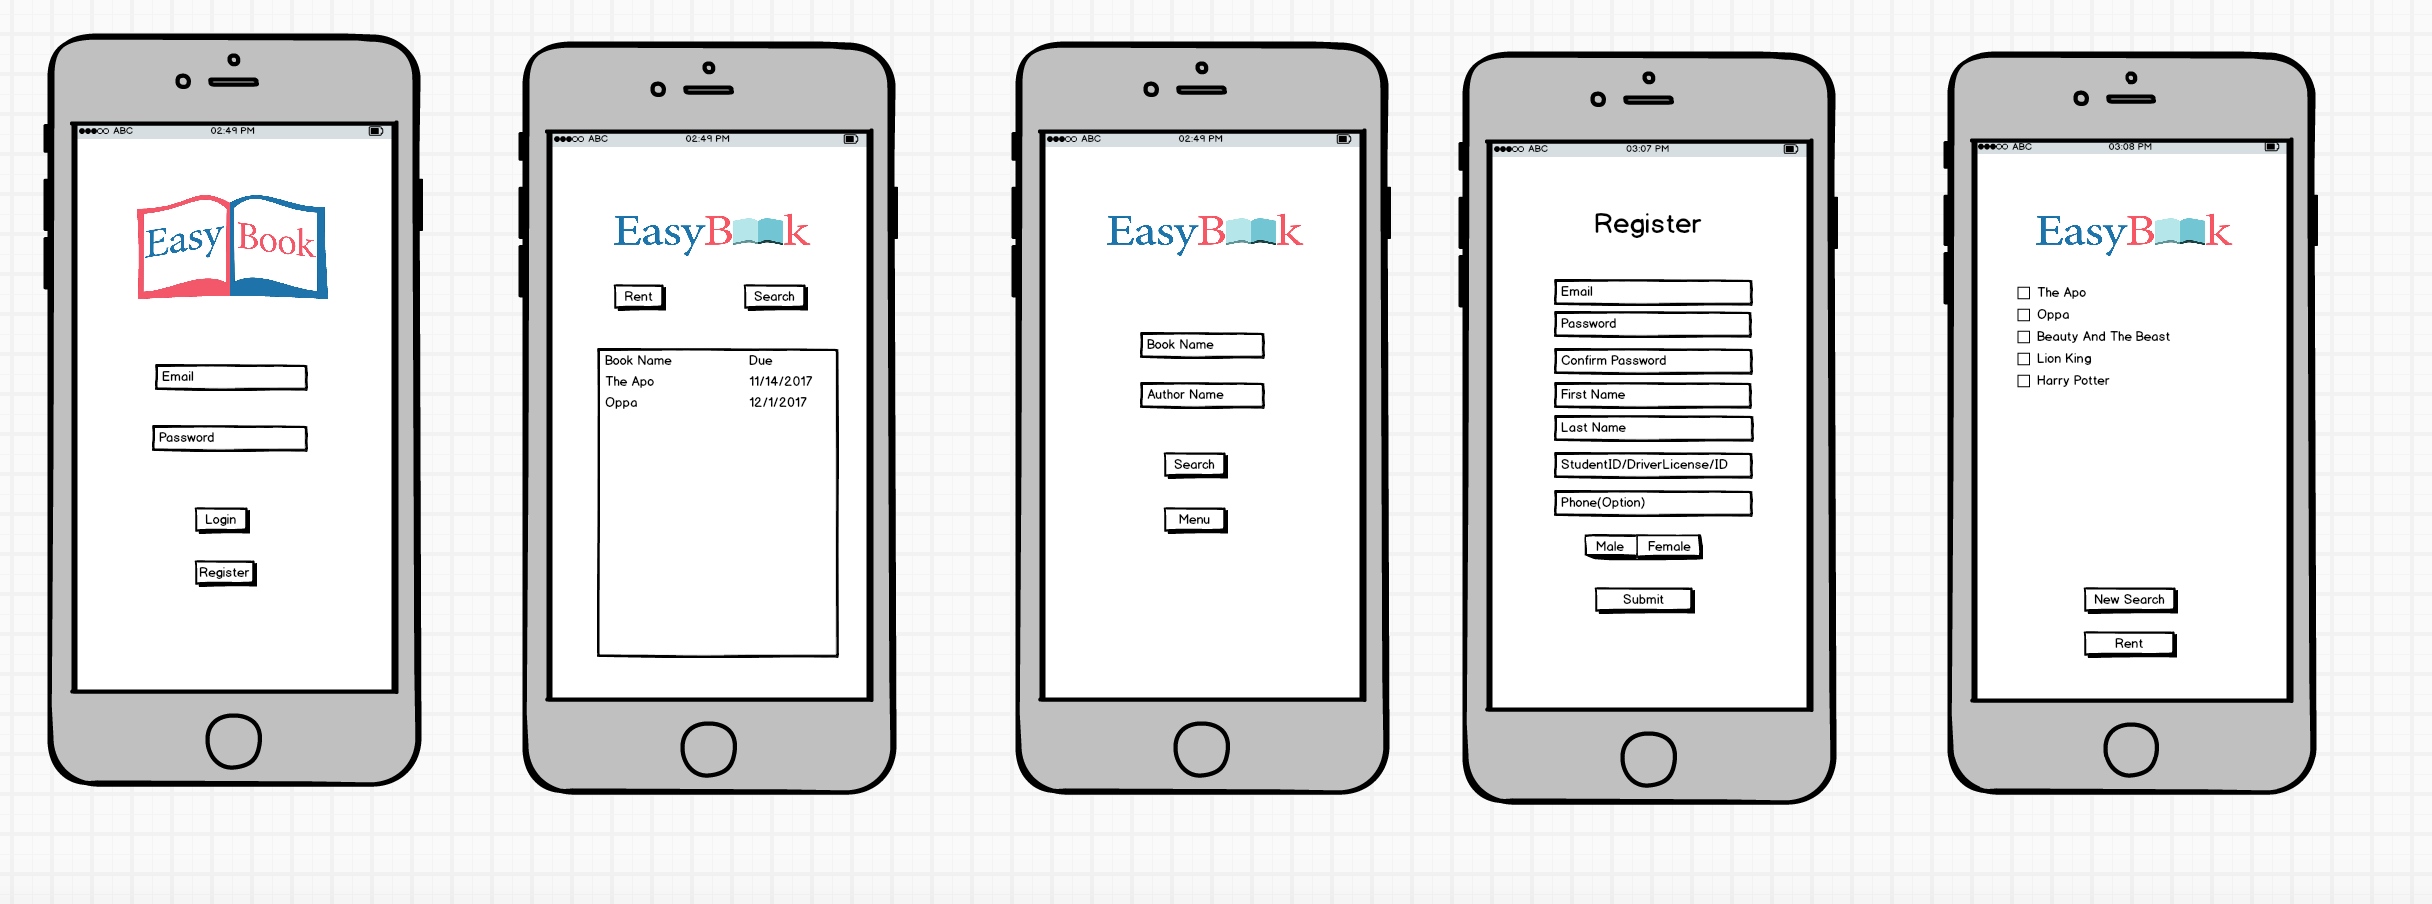 ABC 02:49 PM
Easy Book
Email
Password
Login
Register
ABC 02:49 PM
EasyBook
Rent Search
Book Name Due
The Apo 11/14/2017
Oppa 12/1/2017
ABC 02:49 PM
EasyBook
Book Name
Author Name
Search
Menu
ABC 03:07 PM
Register
Email
Password
Confirm Password
First Name
Last Name
StudentID/DriverLicense/ID
Phone(Option)
Male Female
Submit
ABC 03:08 PM
EasyBook
The Apo
Oppa
Beauty And The Beast
Lion King
Harry Potter
New Search
Rent